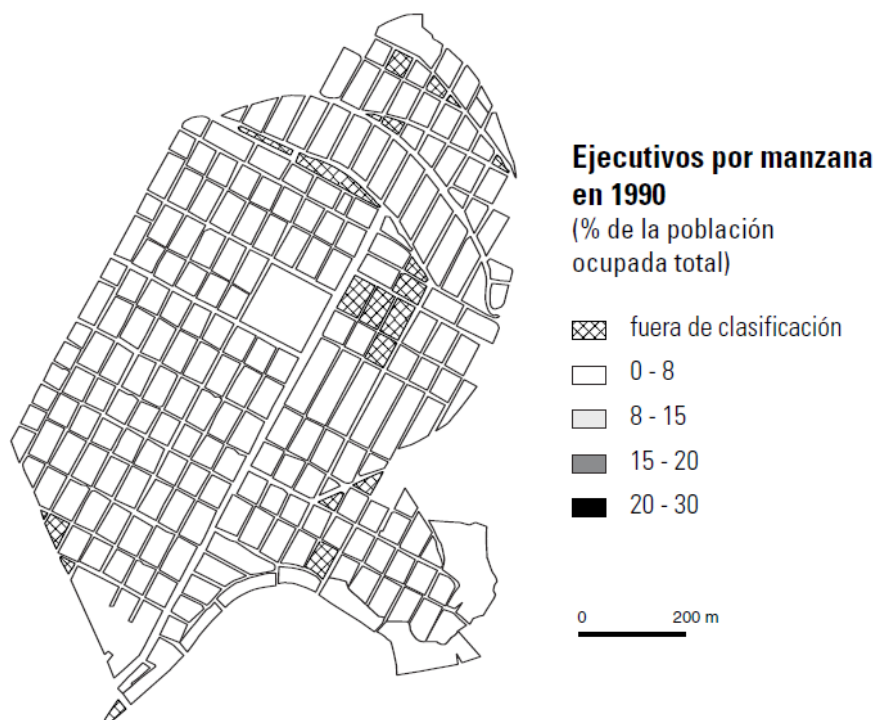 Ejecutivos por manzana
en 1990
(% de la población
ocupada total)
fuera de clasificación
0 - 8
8 - 15
15 - 20
20 - 30
0 200 m